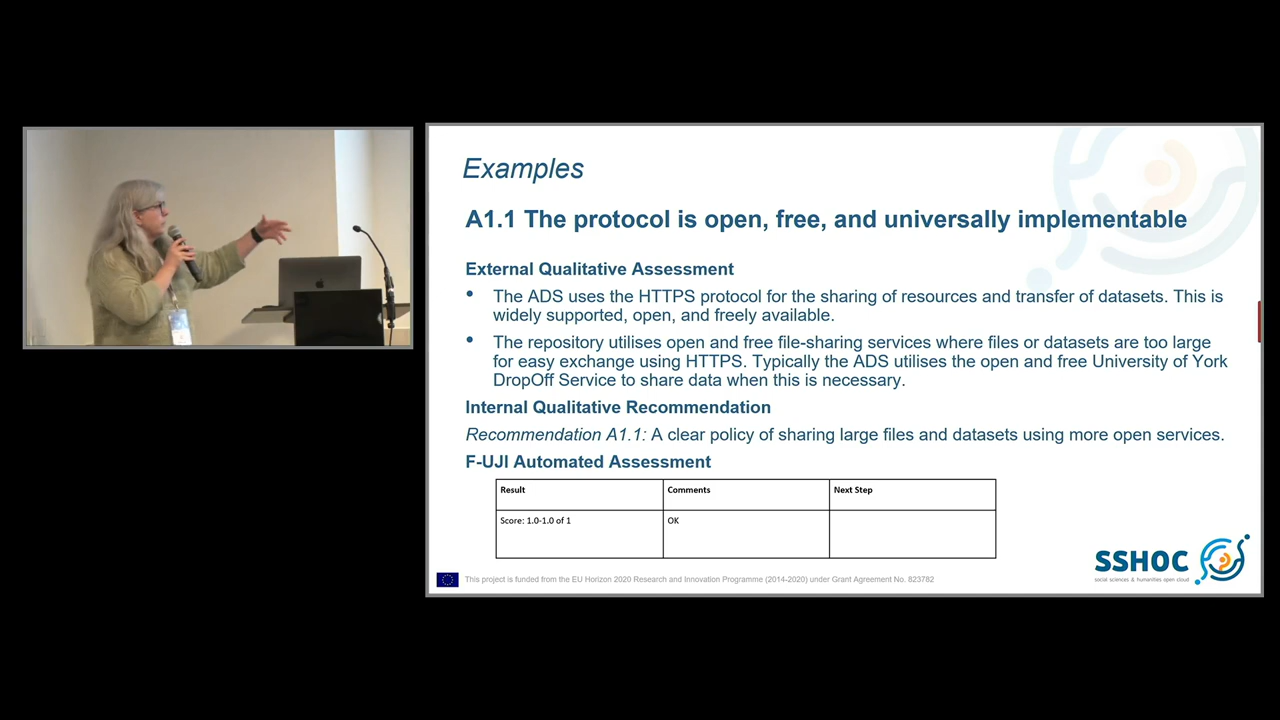 Examples
A1.1 The protocol is open, free, and universally implementable
External Qualitative Assessment
• The ADS uses the HTTPS protocol for the sharing of resources and transfer of datasets. This is
widely supported, open, and freely available.
• The repository utilises open and free file-sharing services where files or datasets are too large
for easy exchange using HTTPS. Typically the ADS utilises the open and free University of York
DropOff Service to share data when this is necessary.
Internal Qualitative Recommendation
Recommendation A1.1: A clear policy of sharing large files and datasets using more open services.
F-UJI Automated Assessment
Result Comments Next Step
Score: 1.0-1.0 of 1 OK
SSHOC
social sciences & humanities open cloud
This project is funded from the EU Horizon 2020 Research and Innovation Programme (2014-2020) under Grant Agreement No. 823782